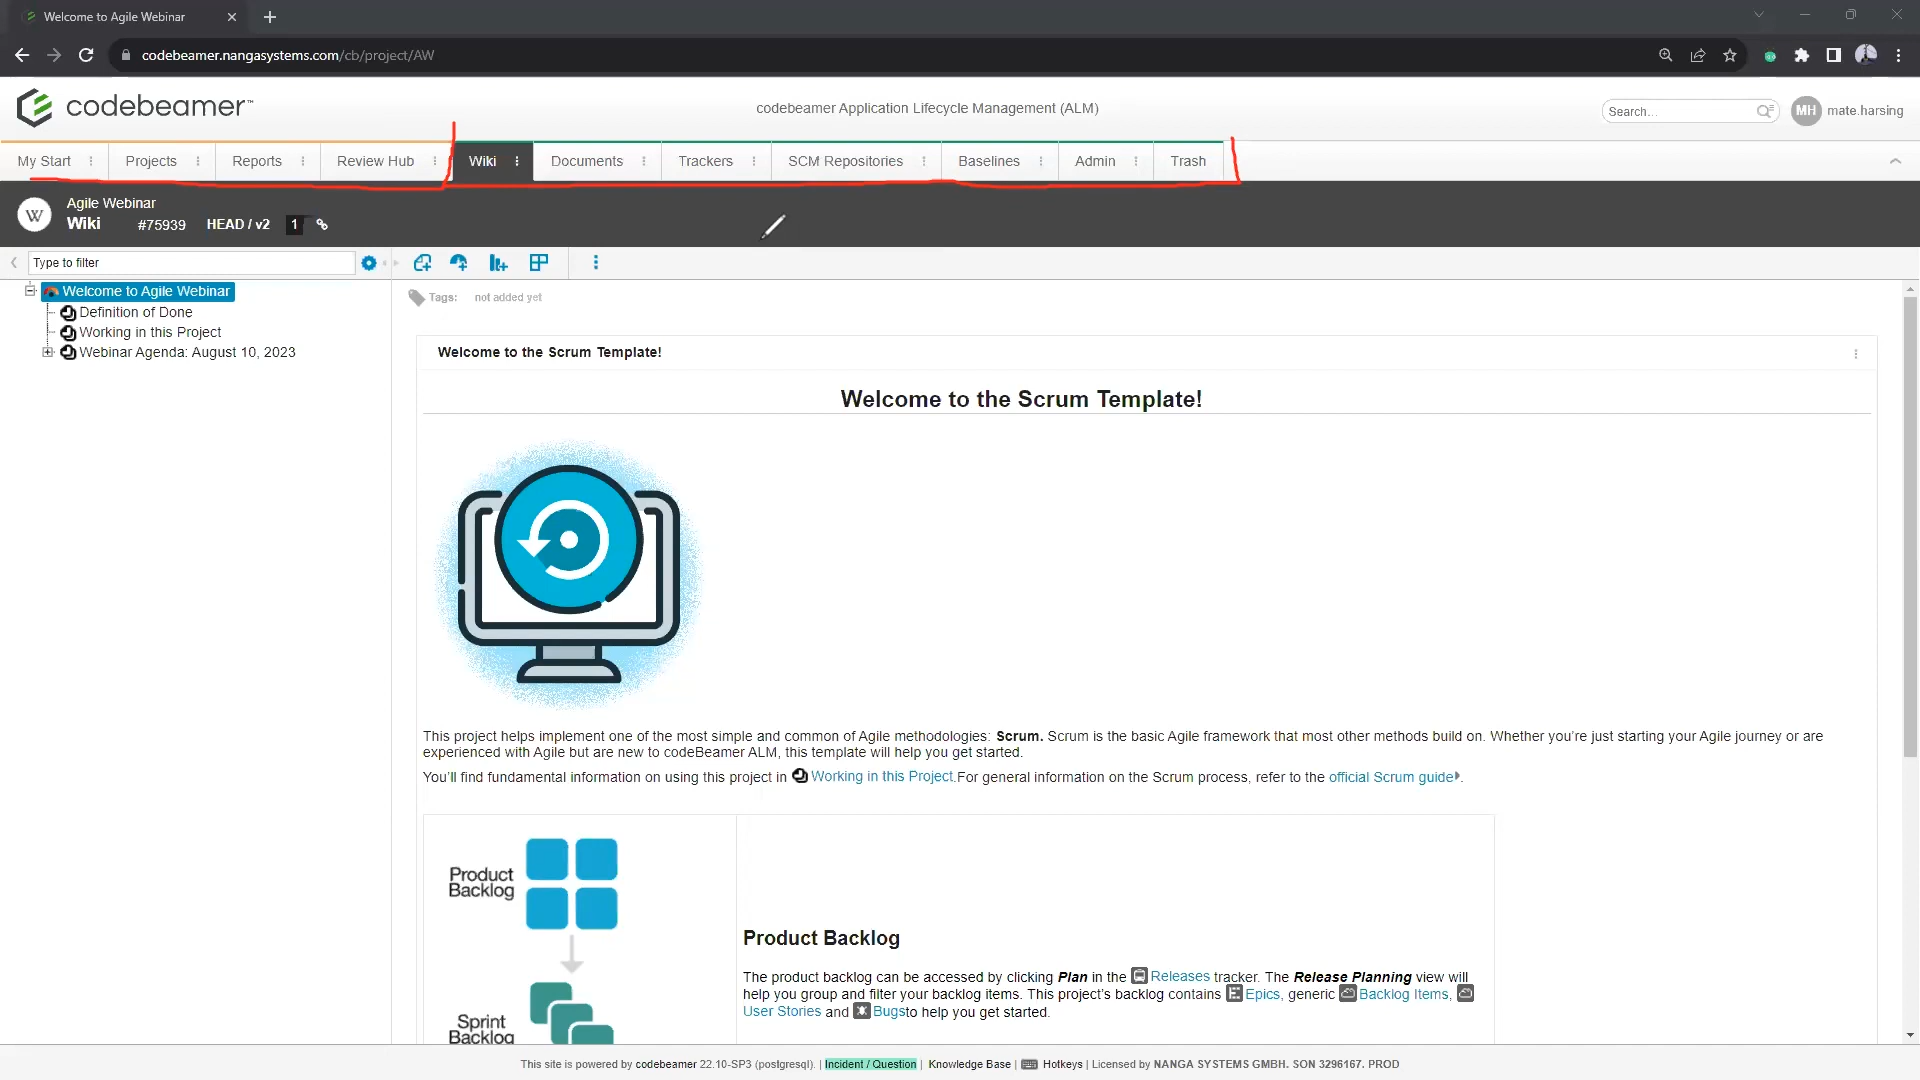 Welcome to Agile Webinar
codebeamer.nangasystems.com/cb/project/AW
codebeamer™
codebeamer Application Lifecycle Management (ALM)
Search...
MH mate.harsing
My Start Projects Reports Review Hub Wiki Documents Trackers SCM Repositories Baselines Admin Trash
W
Agile Webinar
Wiki #75939 HEAD / v2 1
Type to filter
Welcome to Agile Webinar
Definition of Done
Working in this Project
Webinar Agenda: August 10, 2023
Tags: not added yet
Welcome to the Scrum Template!
Welcome to the Scrum Template!
This project helps implement one of the most simple and common of Agile methodologies: Scrum. Scrum is the basic Agile framework that most other methods build on. Whether you're just starting your Agile journey or are
experienced with Agile but are new to codeBeamer ALM, this template will help you get started.
You'll find fundamental information on using this project in Working in this Project.For general information on the Scrum process, refer to the official Scrum guide.
Product
Backlog
Sprint
Backlog
Product Backlog
The product backlog can be accessed by clicking Plan in the Releases tracker. The Release Planning view will
help you group and filter your backlog items. This project's backlog contains Epics, generic Backlog Items,
User Stories and Bugsto help you get started.
This site is powered by codebeamer 22.10-SP3 (postgresql). | Incident / Question | Knowledge Base | Hotkeys | Licensed by NANGA SYSTEMS GMBH. SON 3296167. PROD